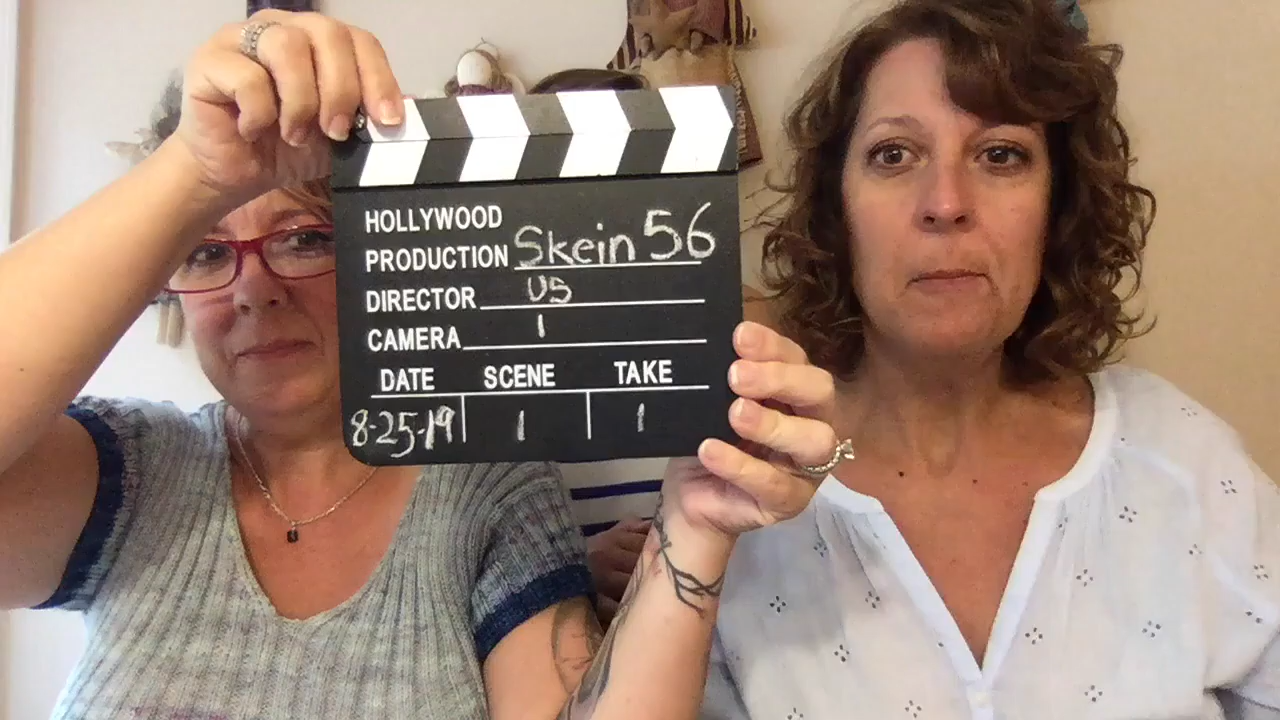 HOLLYWOOD
PRODUCTION Skein 56
DIRECTOR US
CAMERA 1
DATE SCENE TAKE
8-25-19 1 1